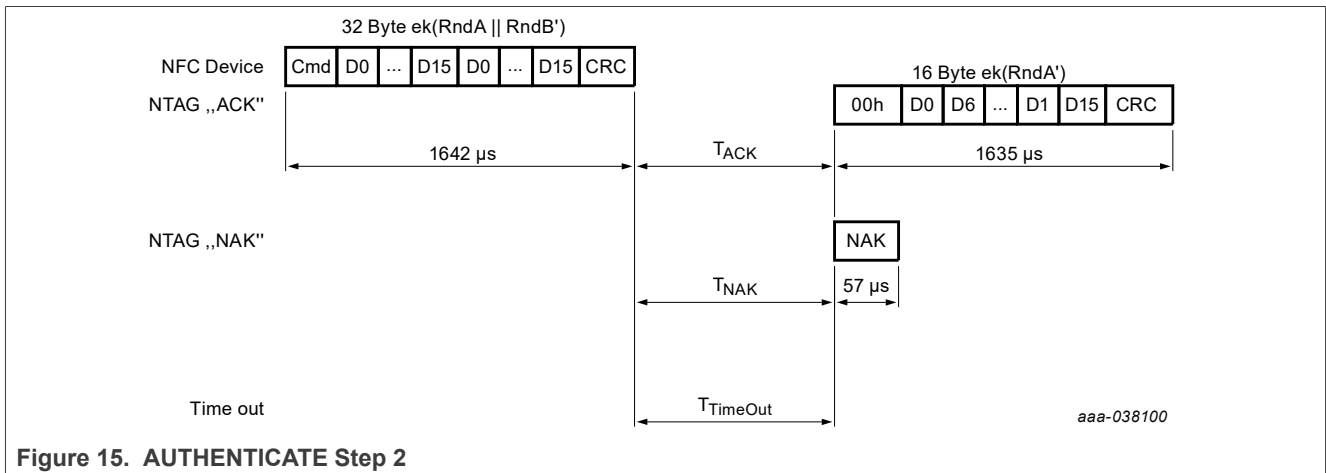 32 Byte ek(RndA || RndB')
NFC Device Cmd D0 ... D15 D0 ... D15 CRC
16 Byte ek(RndA')
NTAG ,,ACK'' 00h D0 D6 ... D1 D15 CRC
1642 µs TACK 1635 µs
NTAG ,,NAK'' NAK
TNAK 57 µs
Time out TTimeOut aaa-038100
Figure 15. AUTHENTICATE Step 2